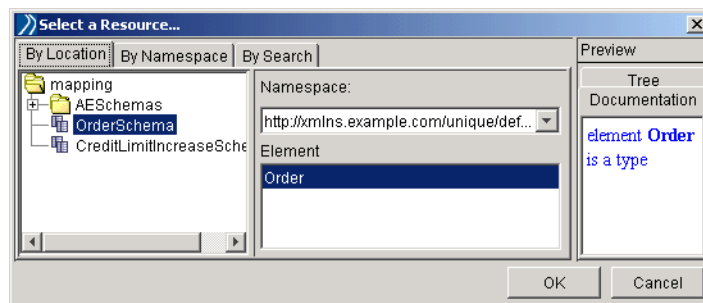 Select a Resource...
By Location
By Namespace
By Search
Preview
mapping
AESchemas
OrderSchema
CreditLimitIncreaseSche
Namespace:
http://xmlns.example.com/unique/def...
Element
Order
Tree
Documentation
element Order
is a type
OK
Cancel